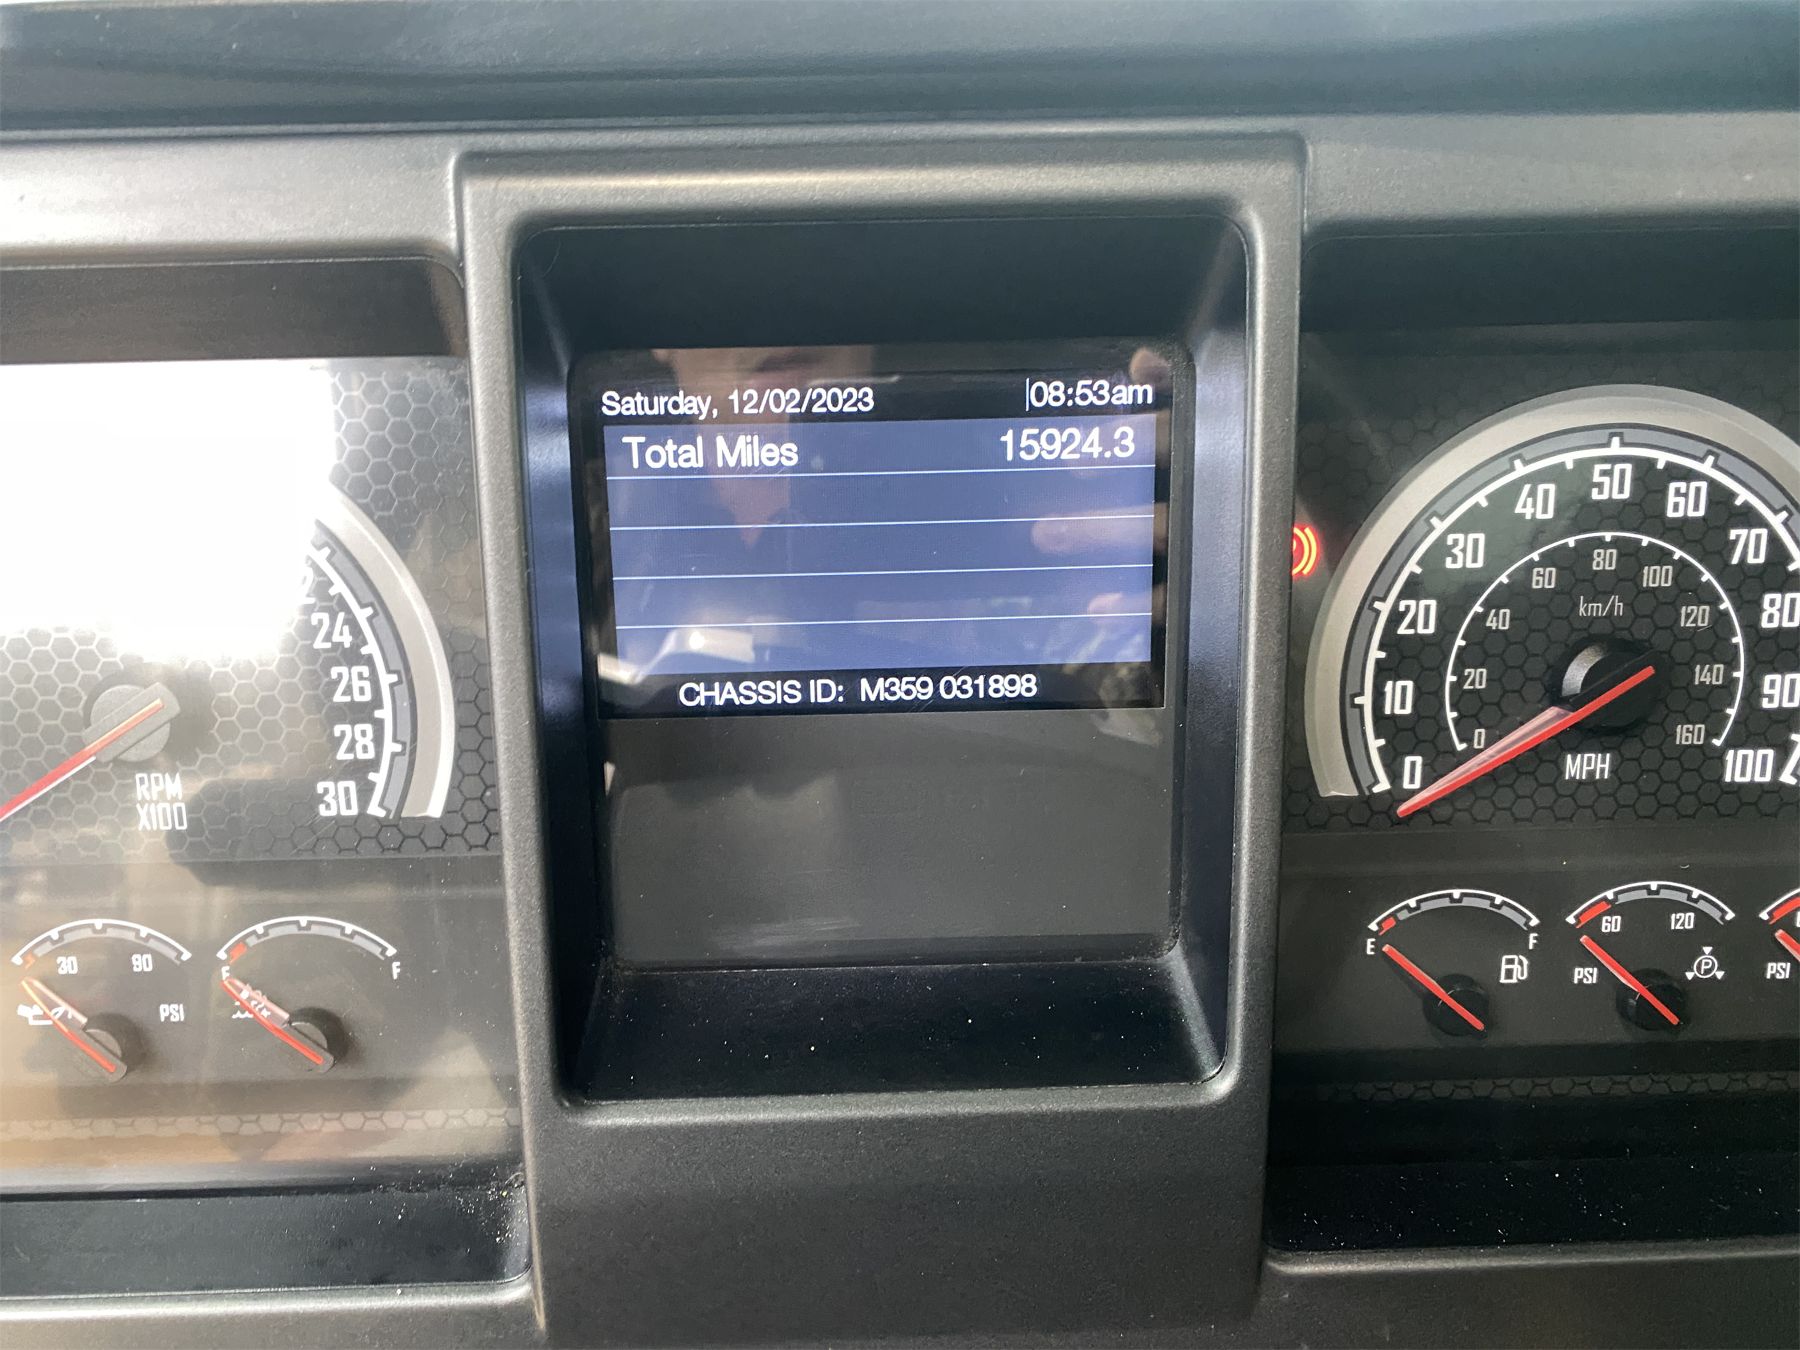 Saturday, 12/02/2023 08:53am
Total Miles 15924.3
CHASSIS ID: M359 031898
24
26
28
30
RPM
X100
30 90
PSI
F
0 10 20 30 40 50 60 70 80 90 100
0 20 40 60 80 100 120 140 160
km/h
MPH
E F
60 120
PSI
P
PSI